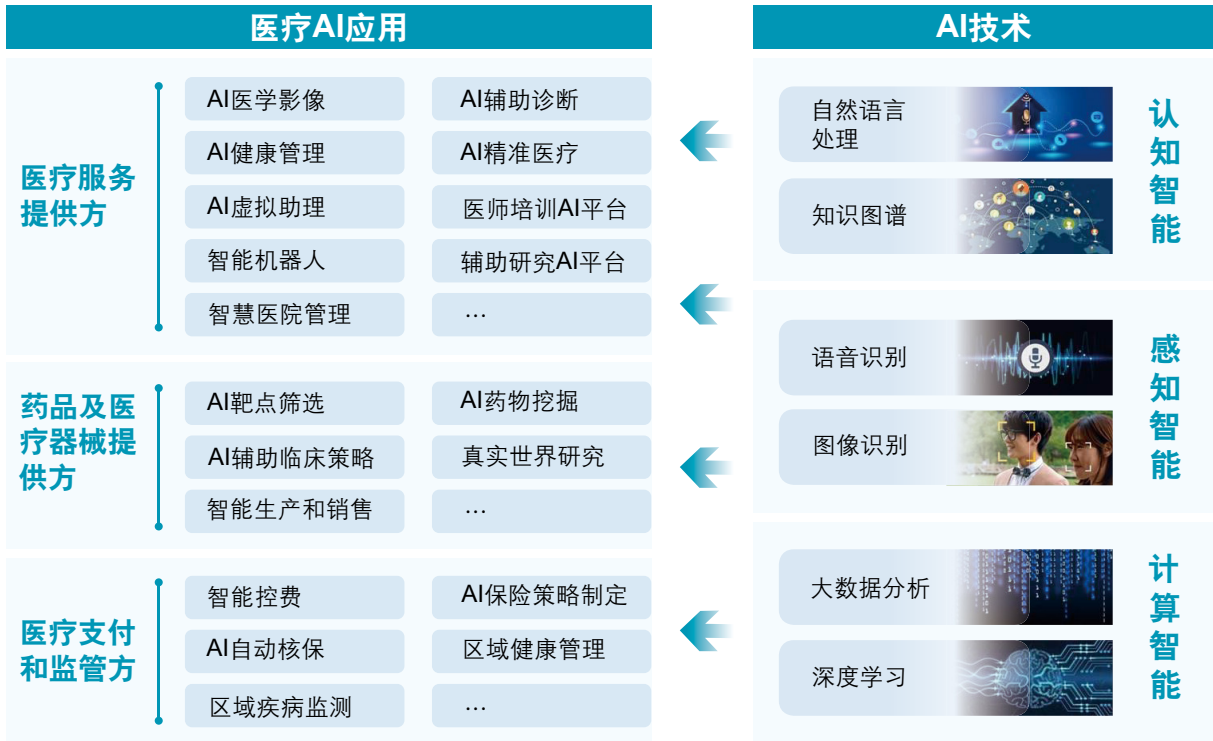 医疗AI应用
医疗服务
提供方
AI医学影像
AI辅助诊断
AI健康管理
AI精准医疗
AI虚拟助理
医师培训AI平台
智能机器人
辅助研究AI平台
智慧医院管理
…
药品及医
疗器械提
供方
AI靶点筛选
AI药物挖掘
AI辅助临床策略
真实世界研究
智能生产和销售
…
医疗支付
和监管方
智能控费
AI保险策略制定
AI自动核保
区域健康管理
区域疾病监测
…
AI技术
自然语言
处理
知识图谱
认知智能
语音识别
图像识别
感知智能
大数据分析
深度学习
计算智能